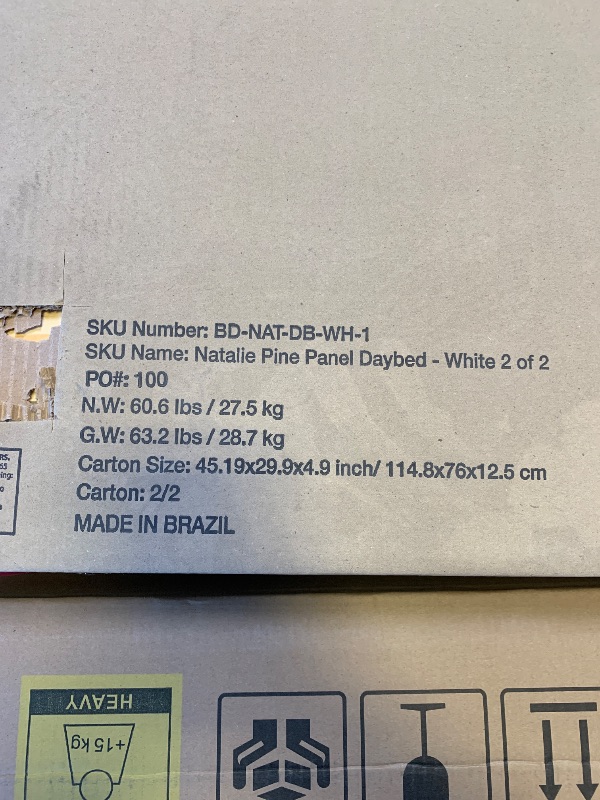 SKU Number: BD-NAT-DB-WH-1
SKU Name: Natalie Pine Panel Daybed - White 2 of 2
PO#: 100
N.W: 60.6 lbs / 27.5 kg
G.W: 63.2 lbs / 28.7 kg
Carton Size: 45.19x29.9x4.9 inch/ 114.8x76x12.5 cm
Carton: 2/2
MADE IN BRAZIL
RS.
ing:
HEAVY
+15 kg